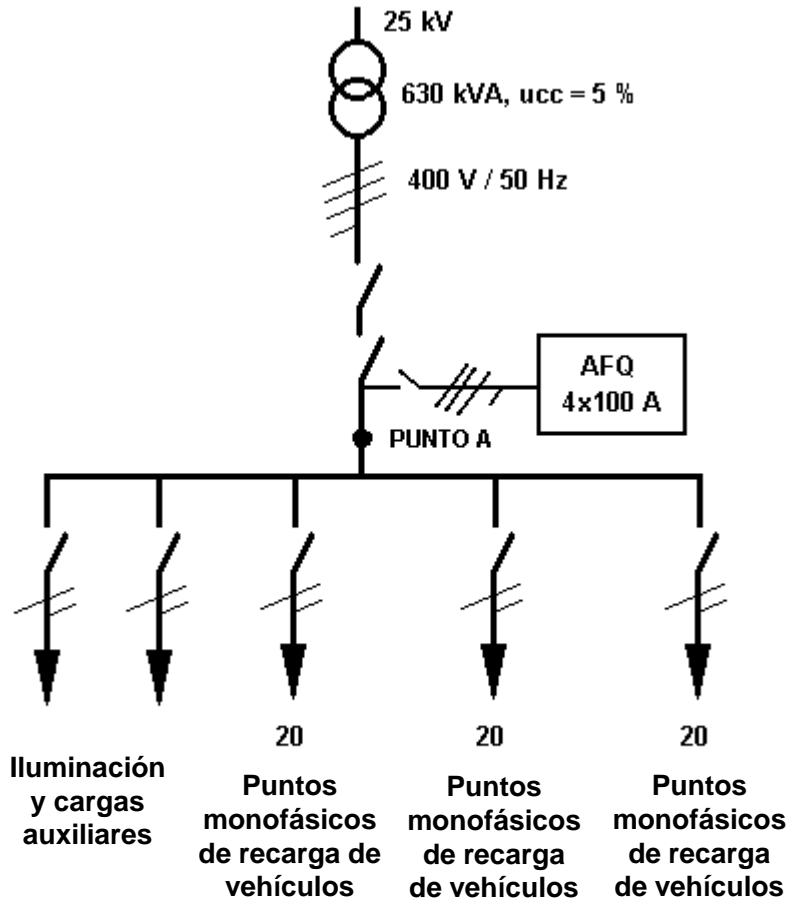 25 kV
630 kVA, ucc = 5 %
400 V / 50 Hz
AFQ
4x100 A
PUNTO A
Iluminación
y cargas
auxiliares
20
Puntos
monofásicos
de recarga de
vehículos
20
Puntos
monofásicos
de recarga
de vehículos
20
Puntos
monofásicos
de recarga
de vehículos